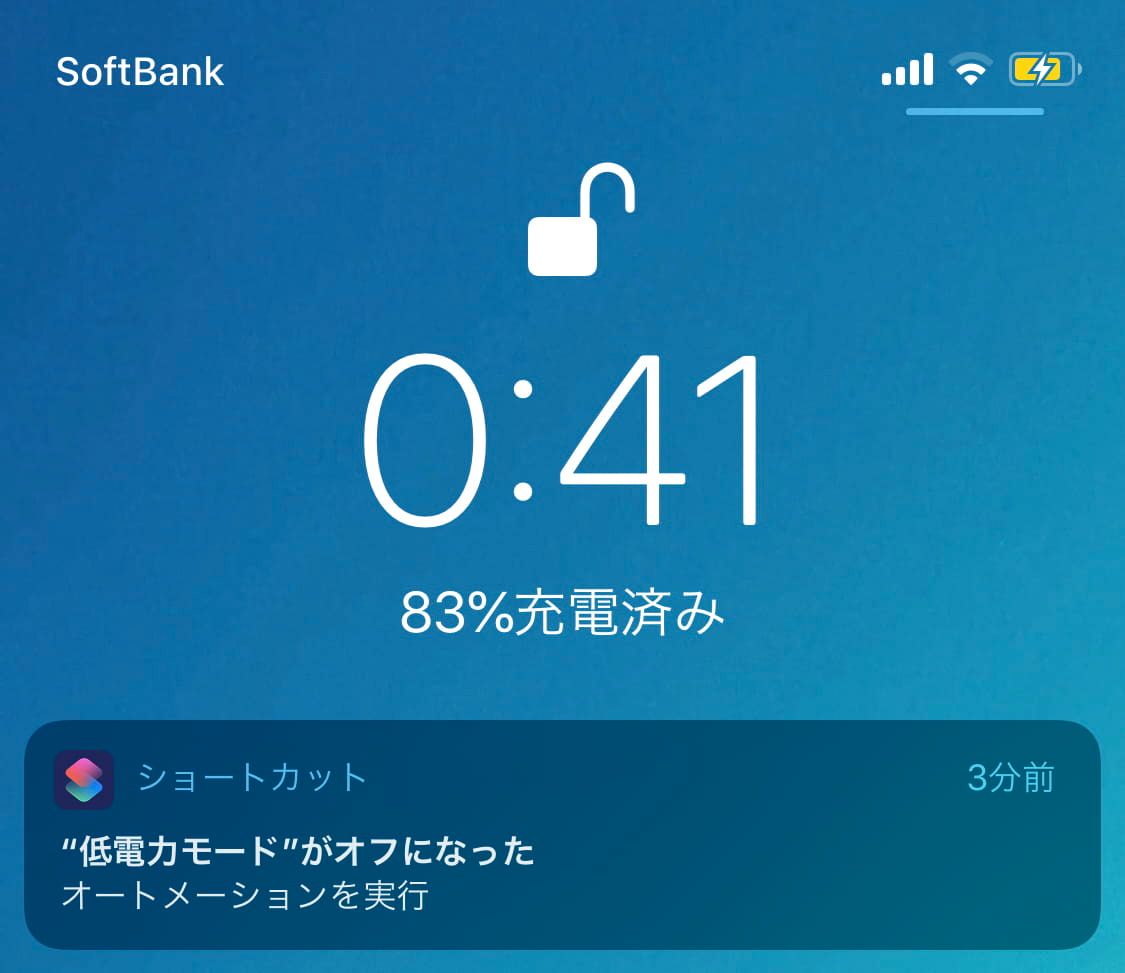 SoftBank
0:41
83%充電済み
ショートカット
3分前
“低電力モード”がオフになった
オートメーションを実行